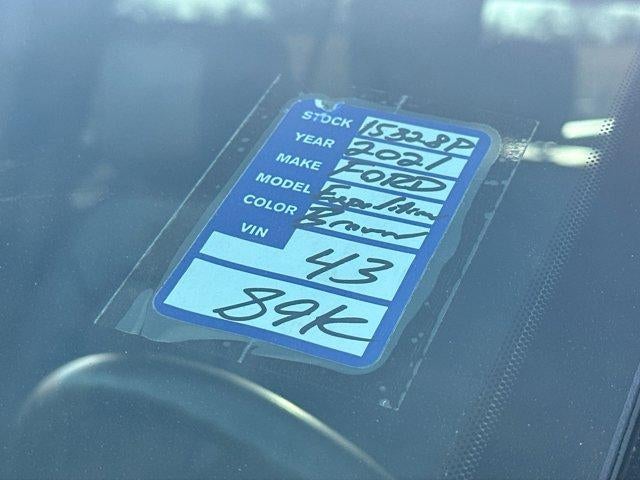 STOCK 15328P
YEAR 2021
MAKE FORD
MODEL Expedition
COLOR Brown
VIN
43
89K